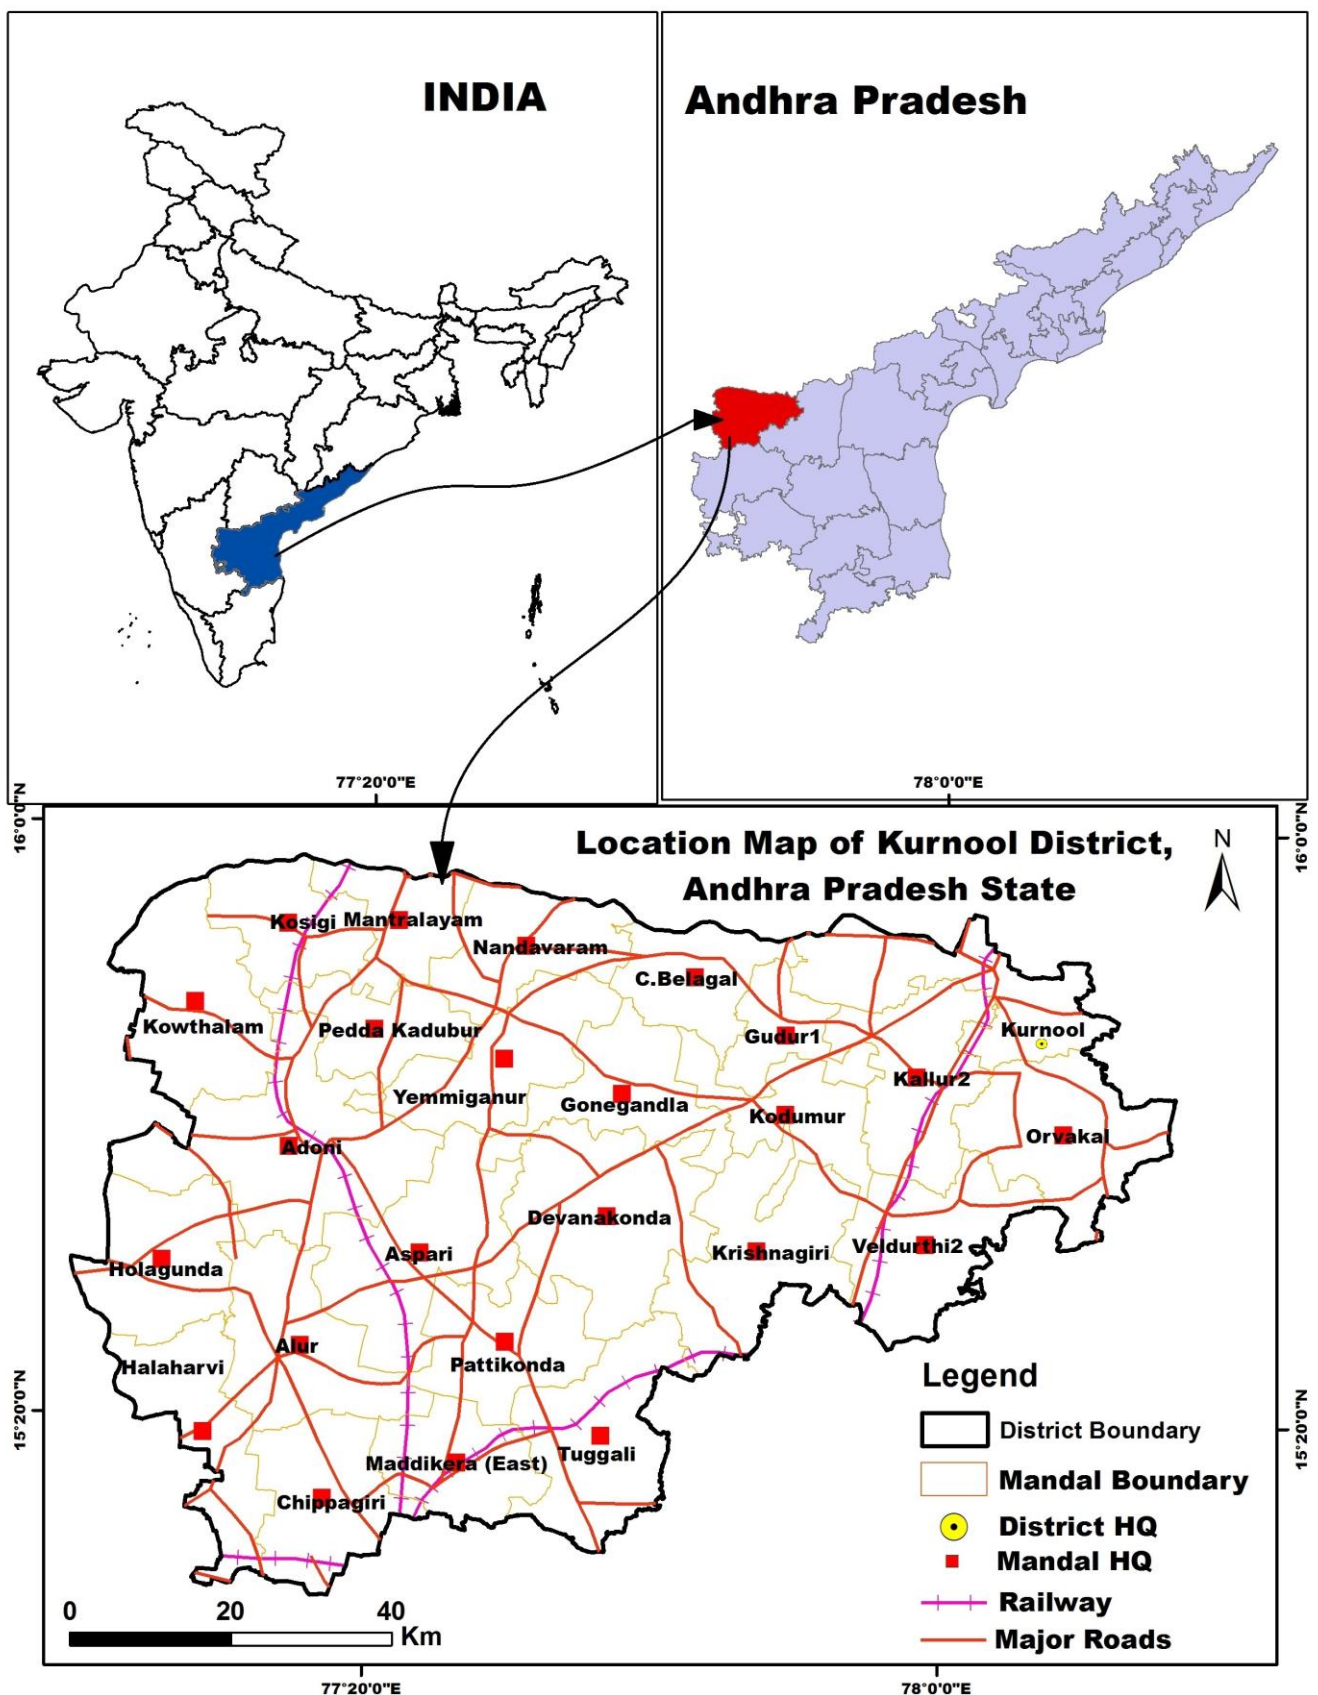 INDIA
Andhra Pradesh
77°20'0"E
78°0'0"E
16°0'0"N
16°0'0"N
Location Map of Kurnool District,
Andhra Pradesh State
N
Kosigi
Mantralayam
Nandavaram
C.Belagal
Kowthalam
Pedda Kadubur
Gudur1
Kurnool
Yemmiganur
Gonegandla
Kallur2
Kodumur
Orvakal
Adoni
Devanakonda
Aspari
Krishnagiri
Veldurthi2
Holagunda
Alur
Halaharvi
Pattikonda
Maddikera (East)
Tuggali
Chippagiri
15°20'0"N
15°20'0"N
Legend
District Boundary
Mandal Boundary
District HQ
Mandal HQ
Railway
Major Roads
0 20 40
Km
77°20'0"E
78°0'0"E